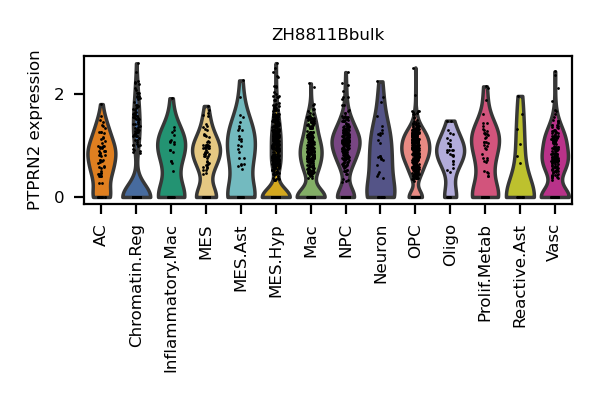 ZH8811Bbulk
PTPRN2 expression
2
0
AC
Chromatin.Reg
Inflammatory.Mac
MES
MES.Ast
MES.Hyp
Mac
NPC
Neuron
OPC
Oligo
Prolif.Metab
Reactive.Ast
Vasc